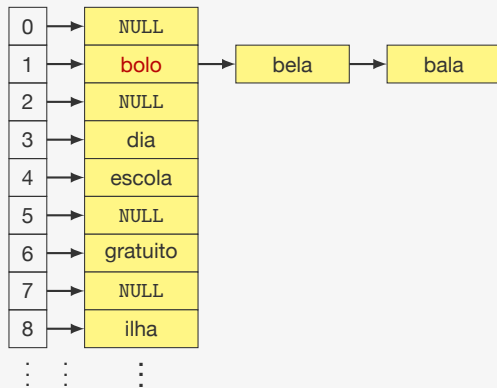 0 NULL
1 bolo bela bala
2 NULL
3 dia
4 escola
5 NULL
6 gratuito
7 NULL
8 ilha
⋮ ⋮ ⋮